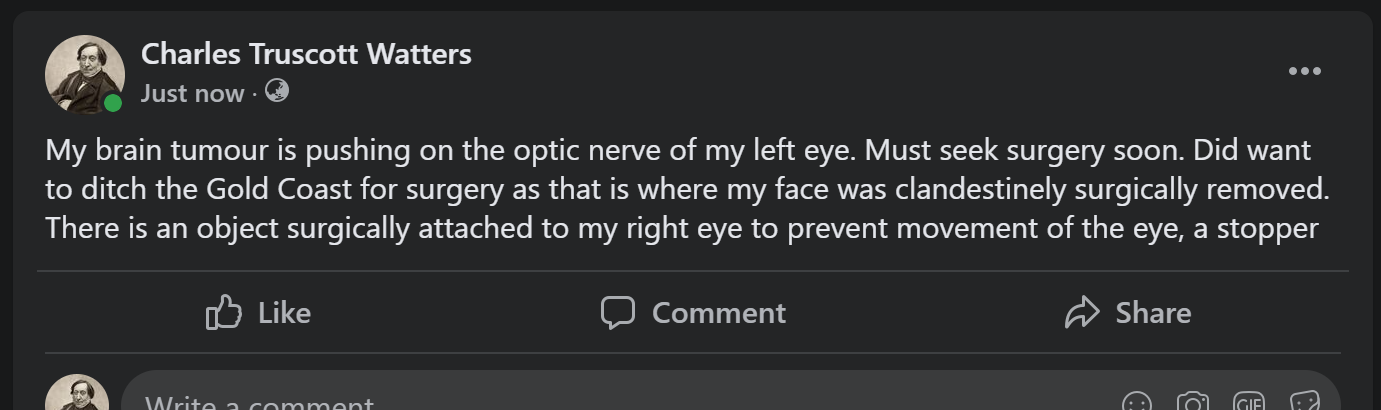 Charles Truscott Watters
Just now ·
My brain tumour is pushing on the optic nerve of my left eye. Must seek surgery soon. Did want
to ditch the Gold Coast for surgery as that is where my face was clandestinely surgically removed.
There is an object surgically attached to my right eye to prevent movement of the eye, a stopper
Like Comment Share
Write a comment
GIF